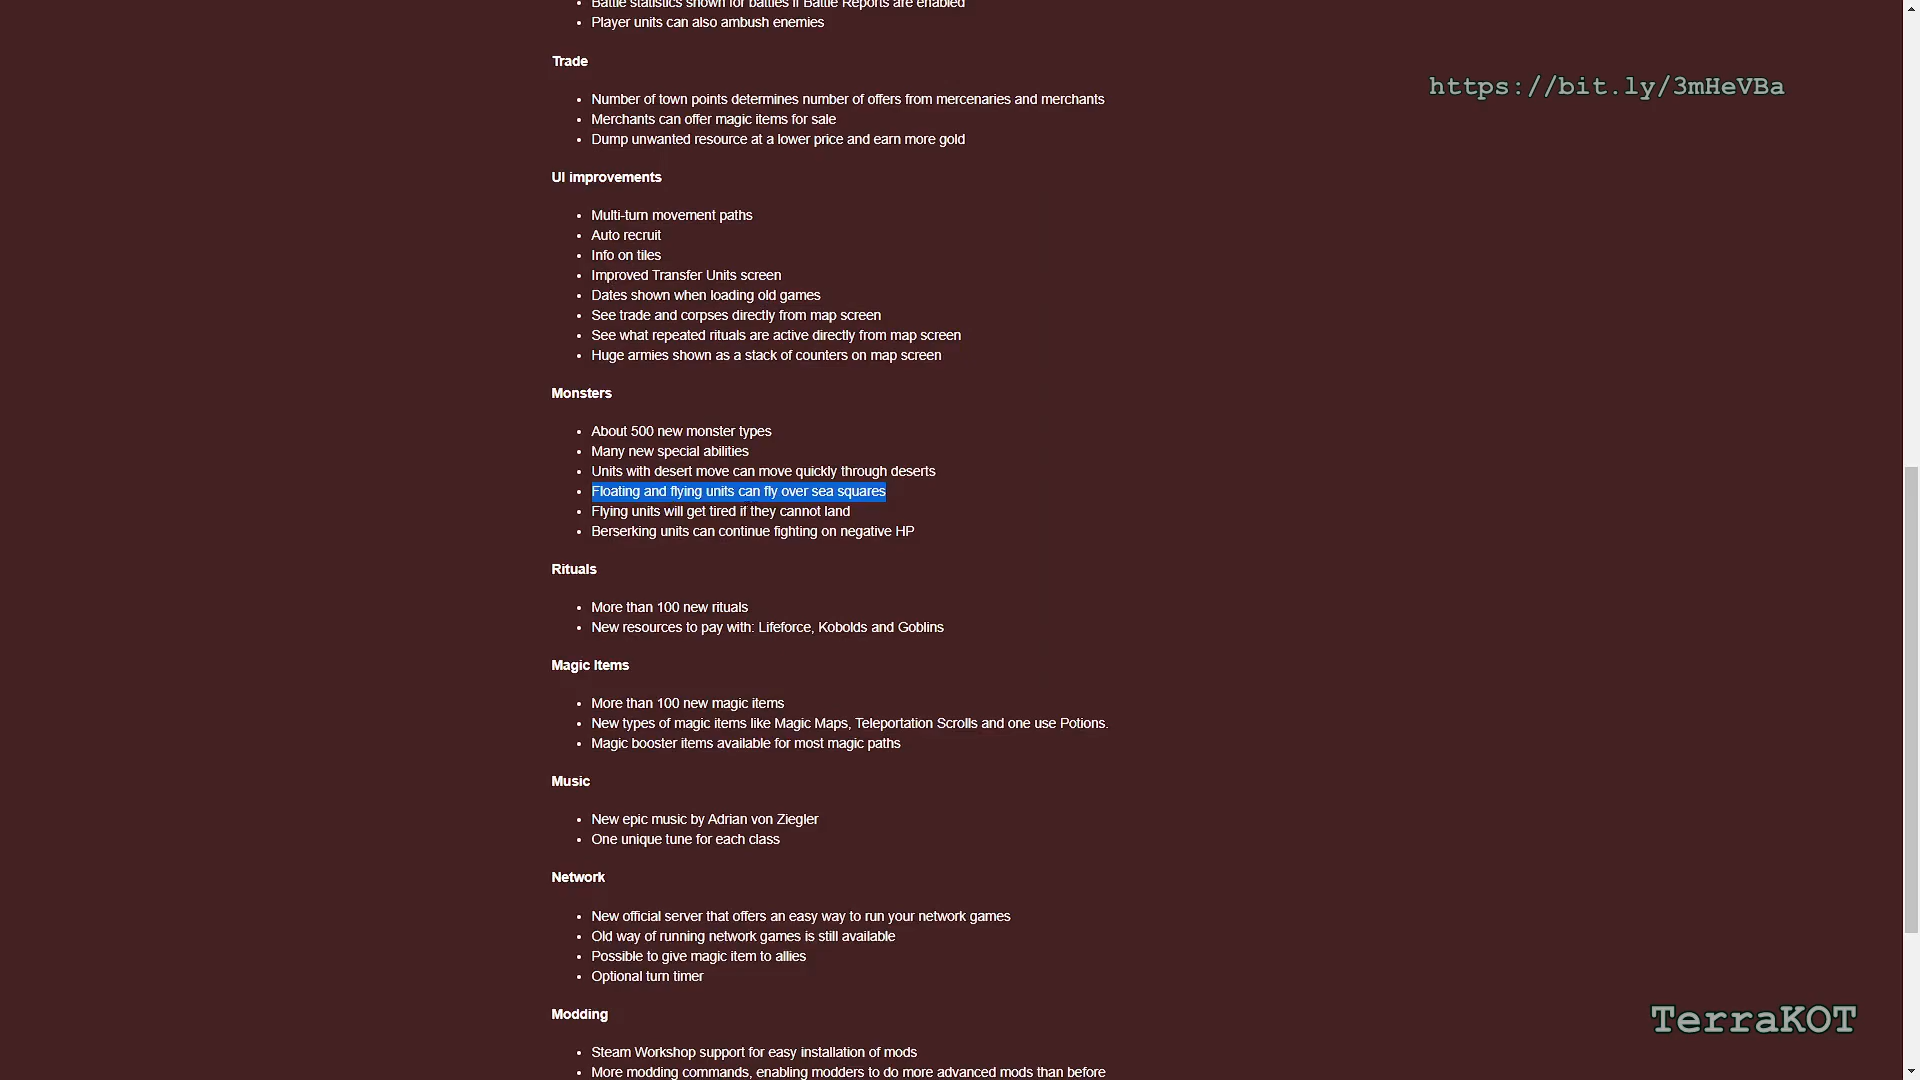 Battle statistics shown for battles if Battle Reports are enabled
Player units can also ambush enemies
Trade
https://bit.ly/3mHeVBa
Number of town points determines number of offers from mercenaries and merchants
Merchants can offer magic items for sale
Dump unwanted resource at a lower price and earn more gold
UI improvements
Multi-turn movement paths
Auto recruit
Info on tiles
Improved Transfer Units screen
Dates shown when loading old games
See trade and corpses directly from map screen
See what repeated rituals are active directly from map screen
Huge armies shown as a stack of counters on map screen
Monsters
About 500 new monster types
Many new special abilities
Units with desert move can move quickly through deserts
Floating and flying units can fly over sea squares
Flying units will get tired if they cannot land
Berserking units can continue fighting on negative HP
Rituals
More than 100 new rituals
New resources to pay with: Lifeforce, Kobolds and Goblins
Magic Items
More than 100 new magic items
New types of magic items like Magic Maps, Teleportation Scrolls and one use Potions.
Magic booster items available for most magic paths
Music
New epic music by Adrian von Ziegler
One unique tune for each class
Network
New official server that offers an easy way to run your network games
Old way of running network games is still available
Possible to give magic item to allies
Optional turn timer
Modding
TerraKOT
Steam Workshop support for easy installation of mods
More modding commands, enabling modders to do more advanced mods than before